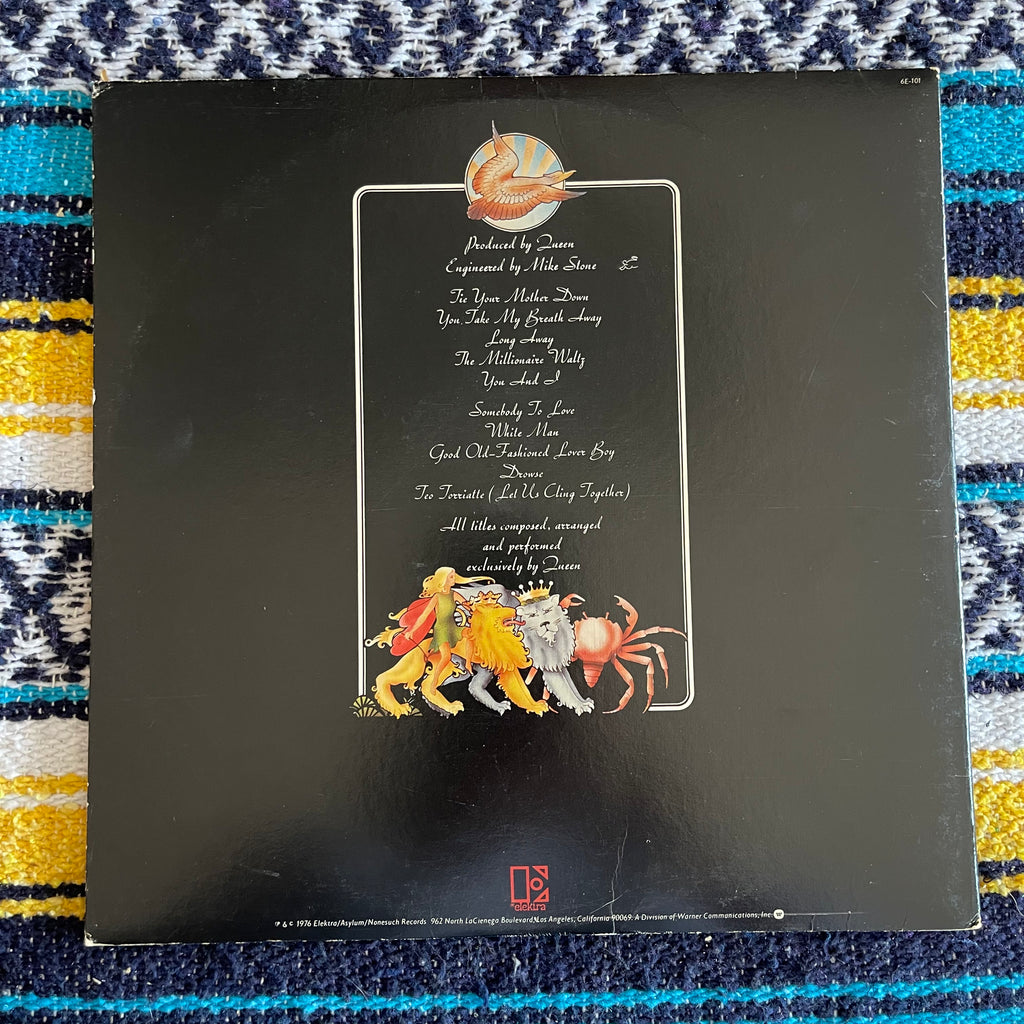 6E-101
Produced by Queen
Engineered by Mike Stone
Tie Your Mother Down
You Take My Breath Away
Long Away
The Millionaire Waltz
You And I
Somebody To Love
White Man
Good Old-Fashioned Lover Boy
Drowse
Teo Torriatte (Let Us Cling Together)
All titles composed, arranged
and performed
exclusively by Queen
elektra
℗ & © 1976 Elektra/Asylum/Nonesuch Records 962 North LaCienega Boulevard, Los Angeles, California 90069. A Division of Warner Communications, Inc.